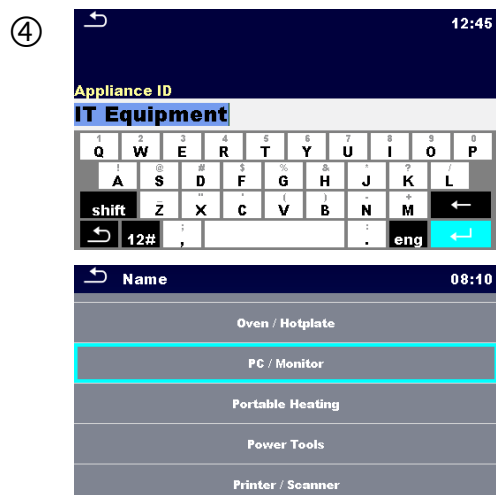 ④
12:45
Appliance ID
IT Equipment
1 2 3 4 5 6 7 8 9 0
Q W E R T Y U I O P
! @ # $ % & * ? /
A S D F G H J K L
shift - " ' ( ) - + ←
Z X C V B N M
12# ; , : . eng
Name 08:10
Oven / Hotplate
PC / Monitor
Portable Heating
Power Tools
Printer / Scanner